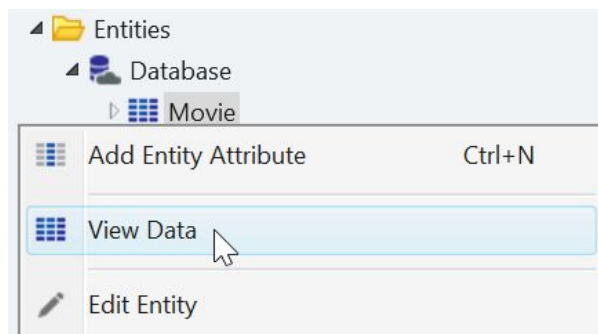 Entities
Database
Movie
Add Entity Attribute Ctrl+N
View Data
Edit Entity